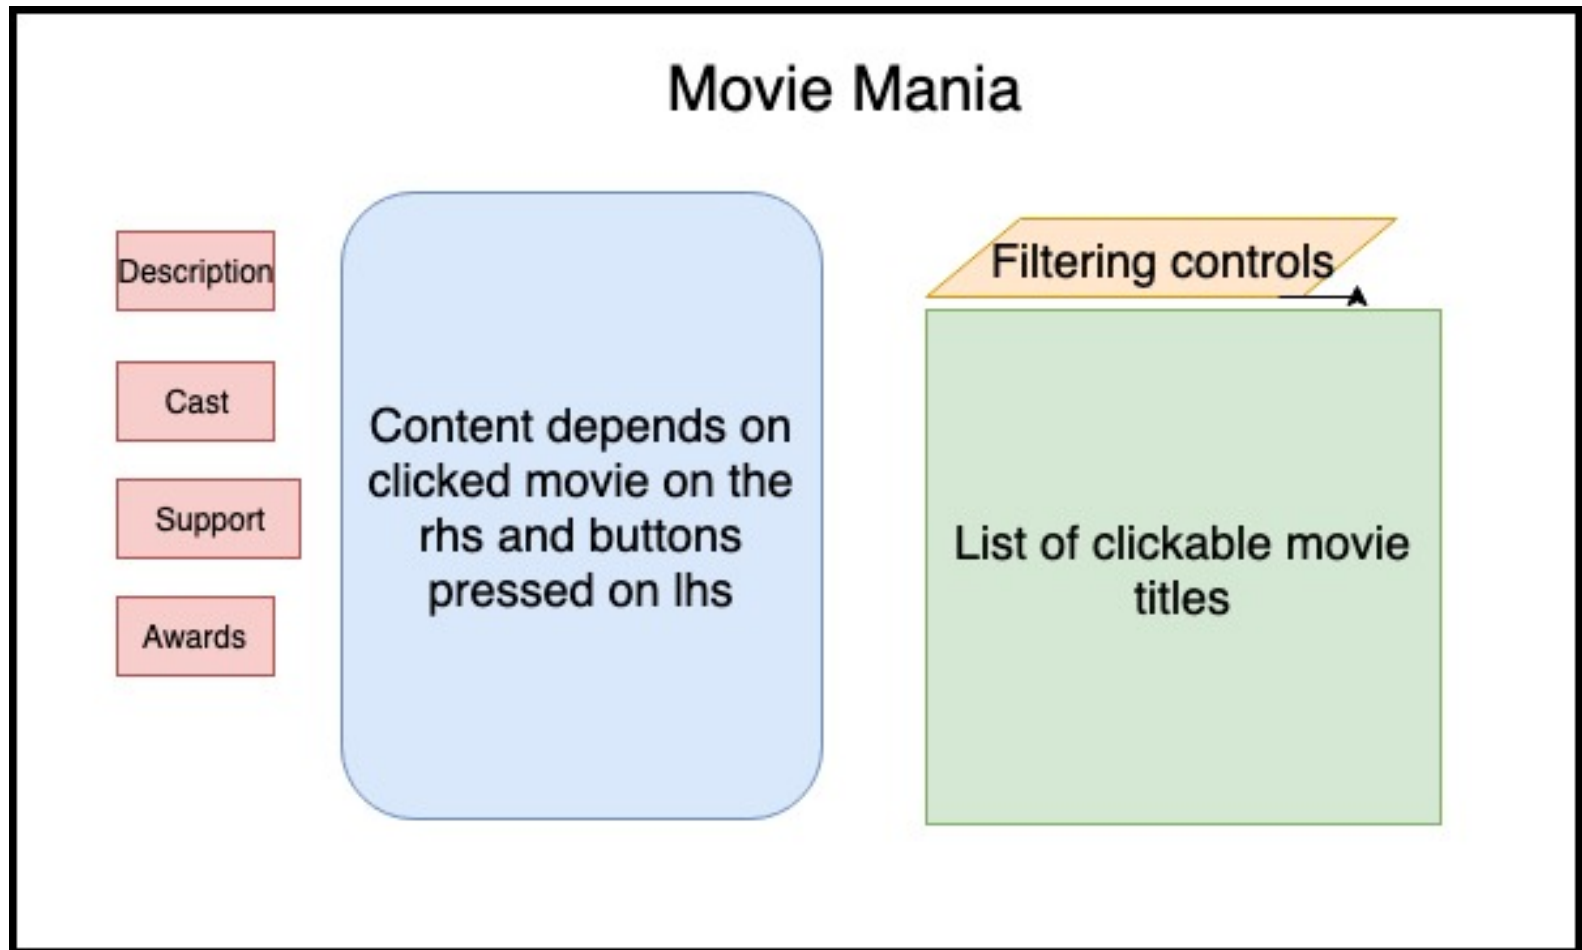 Movie Mania
Description
Cast
Support
Awards
Content depends on
clicked movie on the
rhs and buttons
pressed on lhs
Filtering controls
List of clickable movie
titles